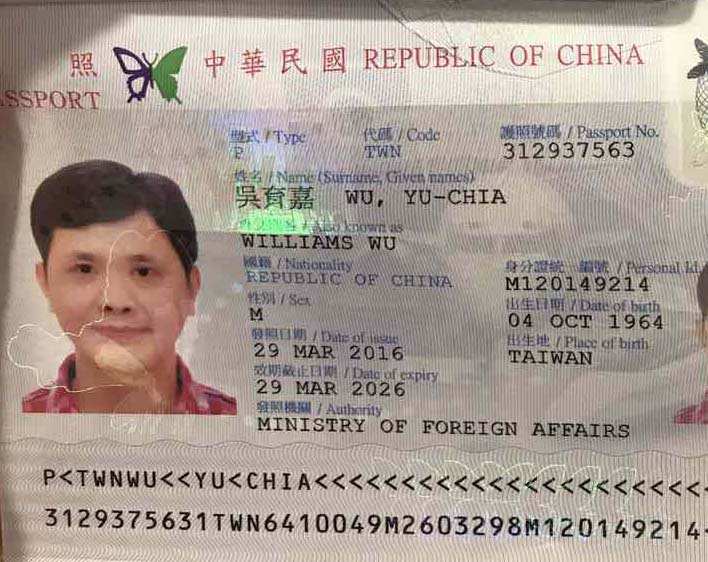 照 中華民國 REPUBLIC OF CHINA
ASSPORT
型式 / Type 代碼 / Code 護照號碼 / Passport No.
P TWN 312937563
姓名 / Name (Surname, Given names)
吳育嘉 WU, YU-CHIA
/ Also known as
WILLIAMS WU
國籍 / Nationality 身分證統一編號 / Personal Id.
REPUBLIC OF CHINA M120149214
性別 / Sex 出生日期 / Date of birth
M 04 OCT 1964
發照日期 / Date of issue 出生地 / Place of birth
29 MAR 2016 TAIWAN
效期截止日期 / Date of expiry
29 MAR 2026
發照機關 / Authority
MINISTRY OF FOREIGN AFFAIRS
P<TWNWU<<YU<CHIA<<<<<<<<<<<<<<<<<<<<<<<
3129375631TWN6410049M2603298M120149214